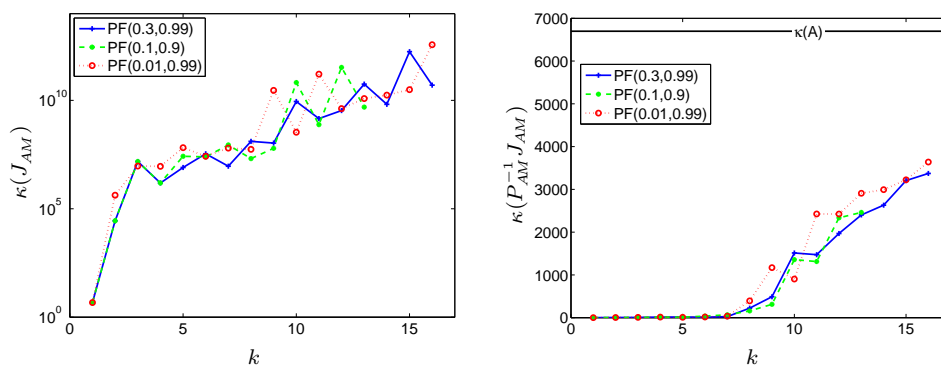 PF(0.3,0.99)
PF(0.1,0.9)
PF(0.01,0.99)
10^10
10^5
10^0
0 5 10 15
k
κ(J_AM)
7000
6000
5000
4000
3000
2000
1000
0
κ(A)
PF(0.3,0.99)
PF(0.1,0.9)
PF(0.01,0.99)
0 5 10 15
k
κ(P_AM^-1 J_AM)